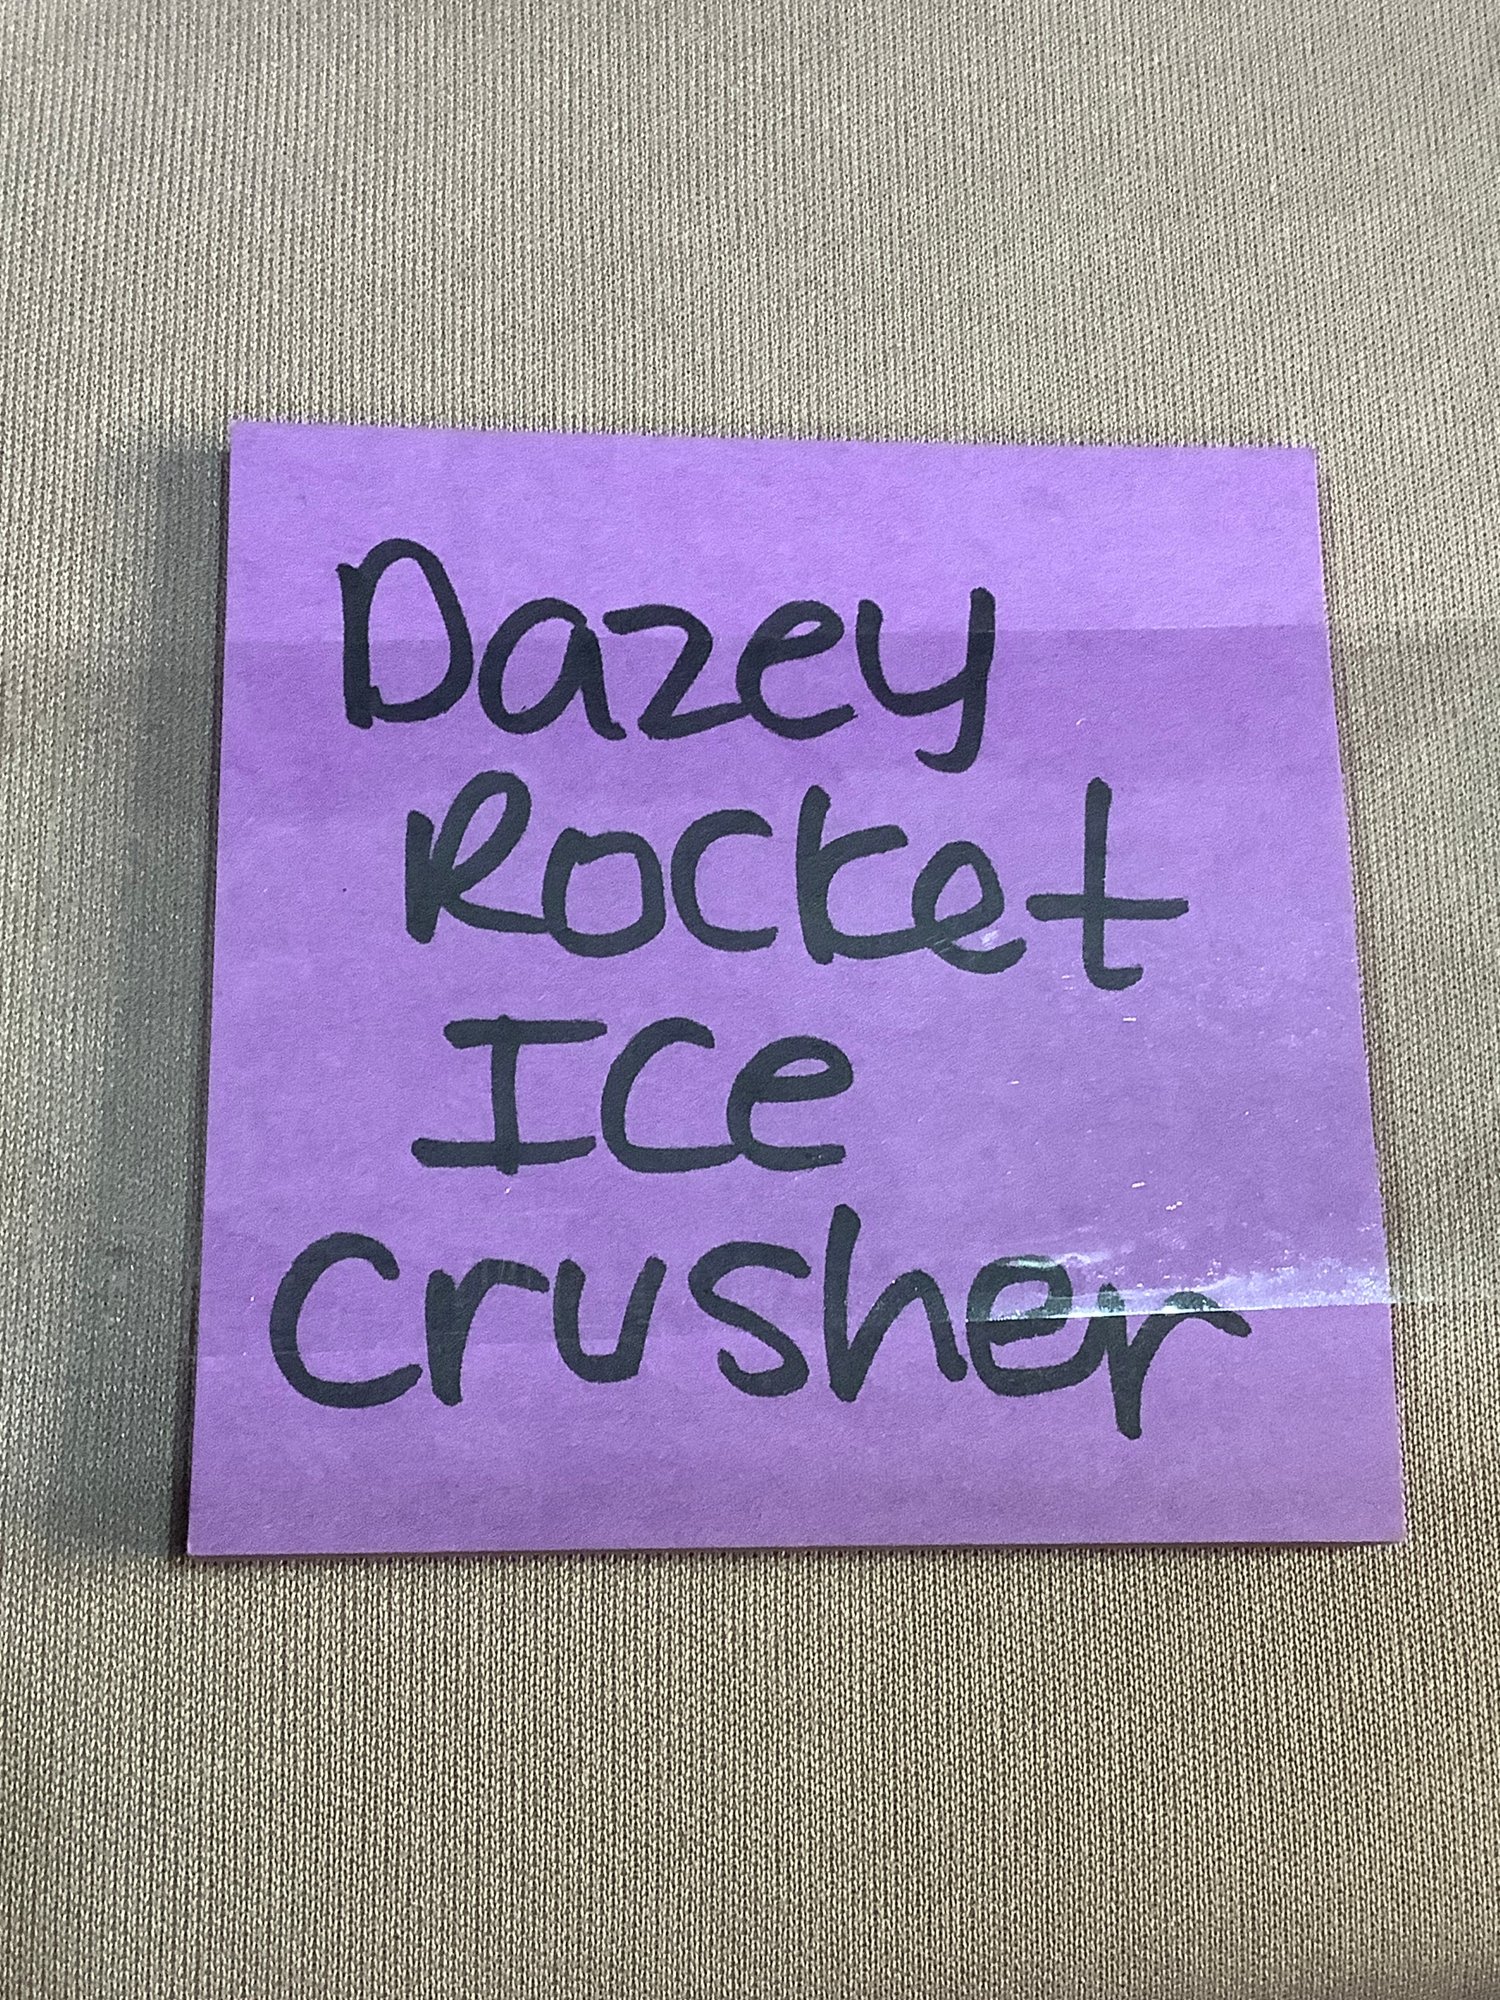 Dazey
Rocket
Ice
Crusher